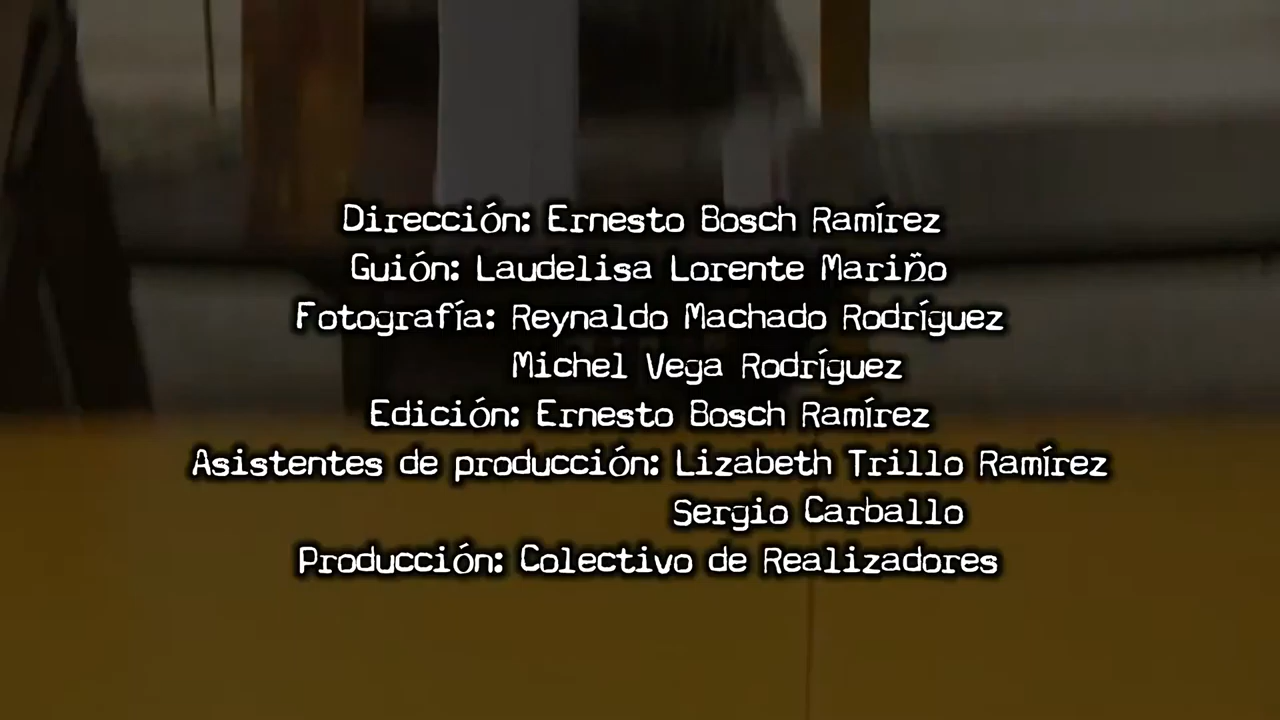 Dirección: Ernesto Bosch Ramírez
Guión: Laudelisa Lorente Mariño
Fotografía: Reynaldo Machado Rodríguez
Michel Vega Rodríguez
Edición: Ernesto Bosch Ramírez
Asistentes de producción: Lizabeth Trillo Ramírez
Sergio Carballo
Producción: Colectivo de Realizadores